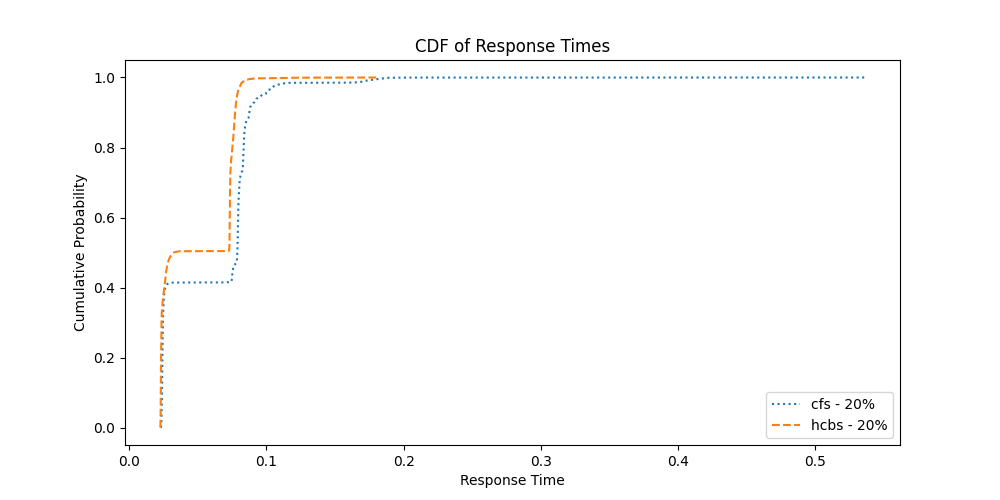 CDF of Response Times
Cumulative Probability
1.0
0.8
0.6
0.4
0.2
0.0
0.0 0.1 0.2 0.3 0.4 0.5
Response Time
cfs - 20%
hcbs - 20%